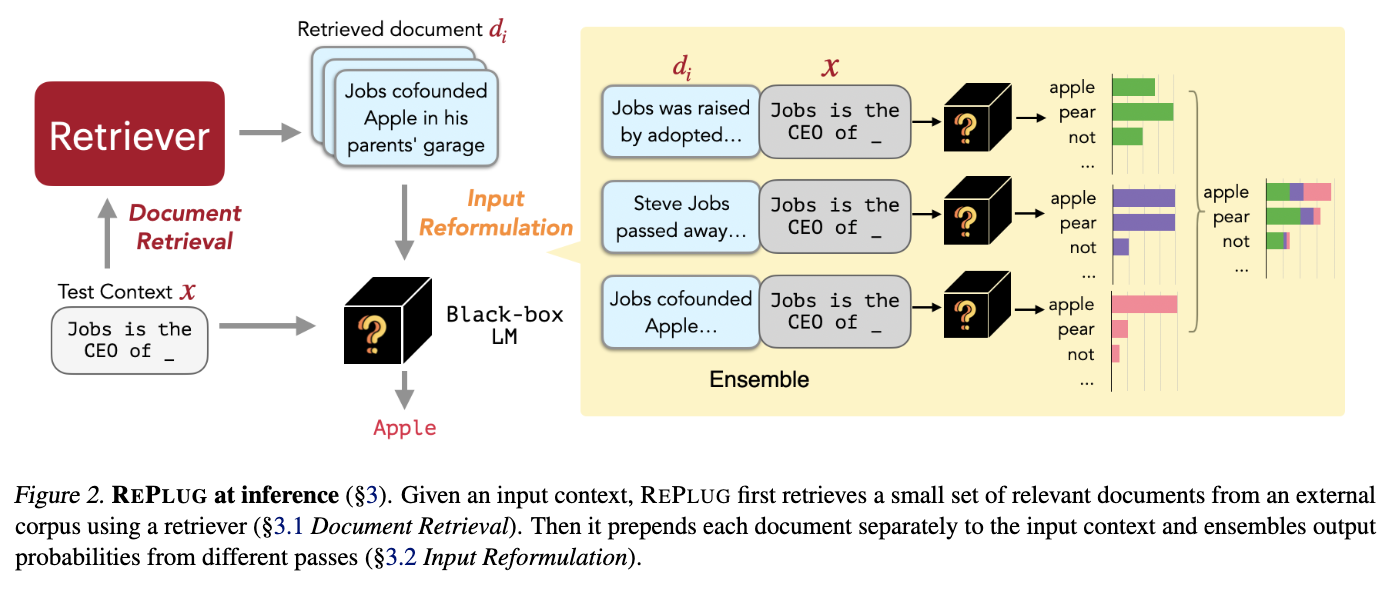 Retrieved document di
Retriever
Jobs cofounded
Apple in his
parents' garage
Document
Retrieval
Input
Reformulation
Test Context x
Jobs is the
CEO of _
?
Black-box
LM
Apple
di
x
Jobs was raised
by adopted...
Jobs is the
CEO of _
?
apple
pear
not
...
Steve Jobs
passed away...
Jobs is the
CEO of _
?
apple
pear
not
...
Jobs cofounded
Apple...
Jobs is the
CEO of _
?
apple
pear
not
...
apple
pear
not
...
Ensemble
Figure 2. REPLUG at inference (§3). Given an input context, REPLUG first retrieves a small set of relevant documents from an external
corpus using a retriever (§3.1 Document Retrieval). Then it prepends each document separately to the input context and ensembles output
probabilities from different passes (§3.2 Input Reformulation).